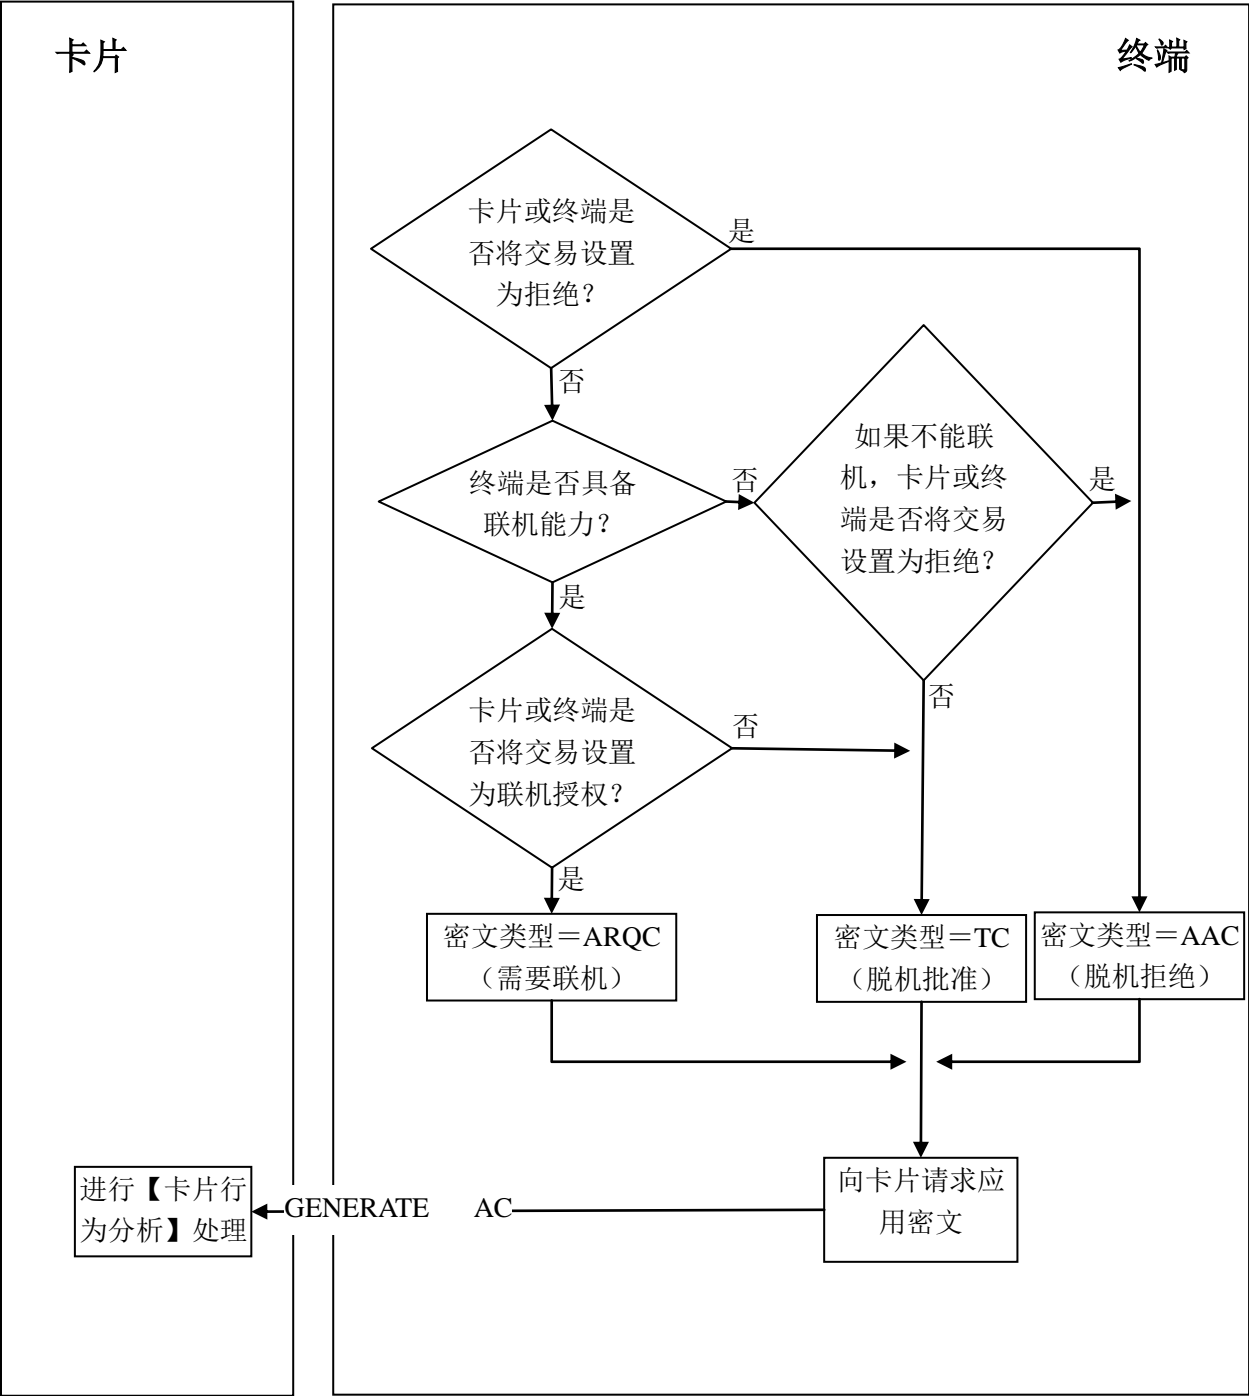 卡片
终端
卡片或终端是
否将交易设置
为拒绝？
是
否
终端是否具备
联机能力？
否
如果不能联
机，卡片或终
端是否将交易
设置为拒绝？
是
是
否
卡片或终端是
否将交易设置
为联机授权？
否
是
密文类型＝ARQC
（需要联机）
密文类型＝TC
（脱机批准）
密文类型＝AAC
（脱机拒绝）
进行【卡片行
为分析】处理
GENERATE AC
向卡片请求应
用密文